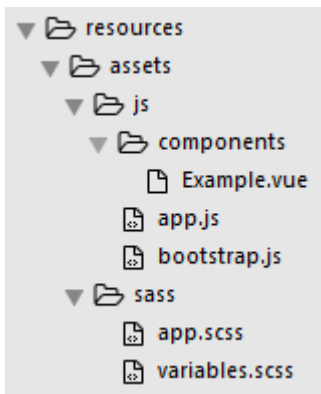 resources
assets
js
components
Example.vue
app.js
bootstrap.js
sass
app.scss
variables.scss